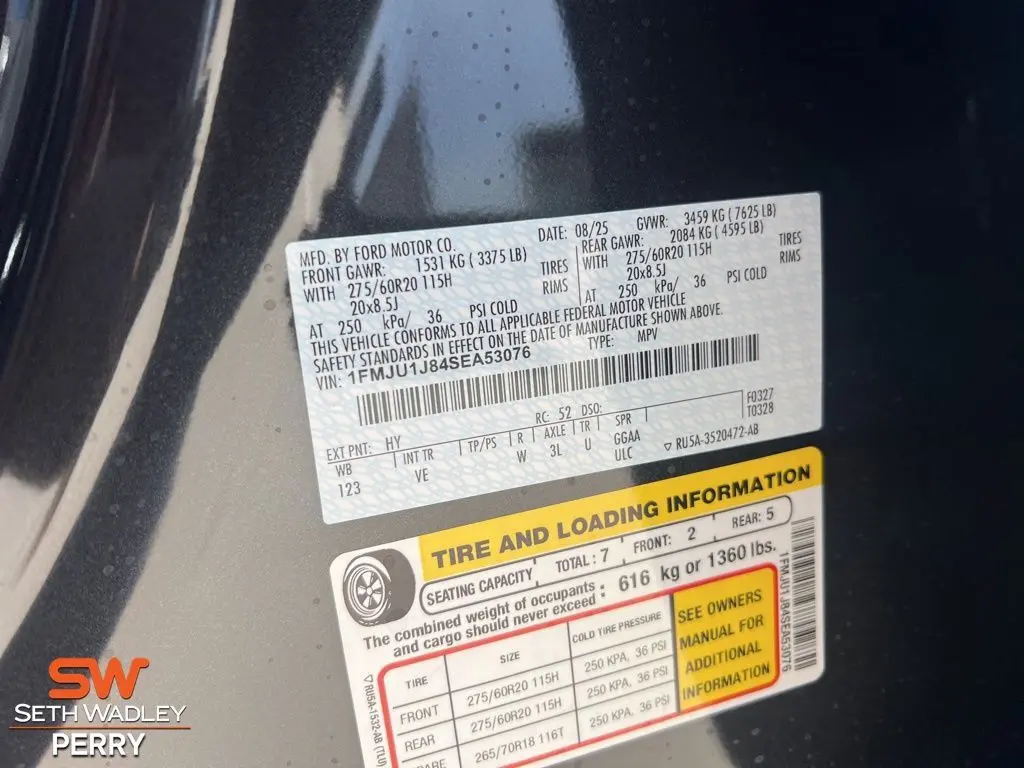 MFD. BY FORD MOTOR CO.
DATE: 08/25
GVWR: 3459 KG ( 7625 LB)
FRONT GAWR: 1531 KG ( 3375 LB)
WITH 275/60R20 115H TIRES
20x8.5J RIMS
AT 250 kPa/ 36 PSI COLD
REAR GAWR: 2084 KG ( 4595 LB)
WITH 275/60R20 115H TIRES
20x8.5J RIMS
AT 250 kPa/ 36 PSI COLD
THIS VEHICLE CONFORMS TO ALL APPLICABLE FEDERAL MOTOR VEHICLE
SAFETY STANDARDS IN EFFECT ON THE DATE OF MANUFACTURE SHOWN ABOVE.
VIN: 1FMJU1J84SEA53076
TYPE: MPV
F0327
T0328
EXT PNT: HY RC: 52 DSO:
WB INT TR TP/PS R AXLE TR SPR
123 VE W 3L U GGAA
ULC
▽ RU5A-3520472-AB
TIRE AND LOADING INFORMATION
SEATING CAPACITY TOTAL : 7 FRONT: 2 REAR: 5
The combined weight of occupants
and cargo should never exceed : 616 kg or 1360 lbs.
TIRE SIZE COLD TIRE PRESSURE
FRONT 275/60R20 115H 250 KPA, 36 PSI
REAR 275/60R20 115H 250 KPA, 36 PSI
265/70R18 116T 250 KPA, 36 PSI
SEE OWNERS
MANUAL FOR
ADDITIONAL
INFORMATION
1FMJU1J84SEA53076
▽ RU5A-1532-AB (TLU)
SW
SETH WADLEY
PERRY